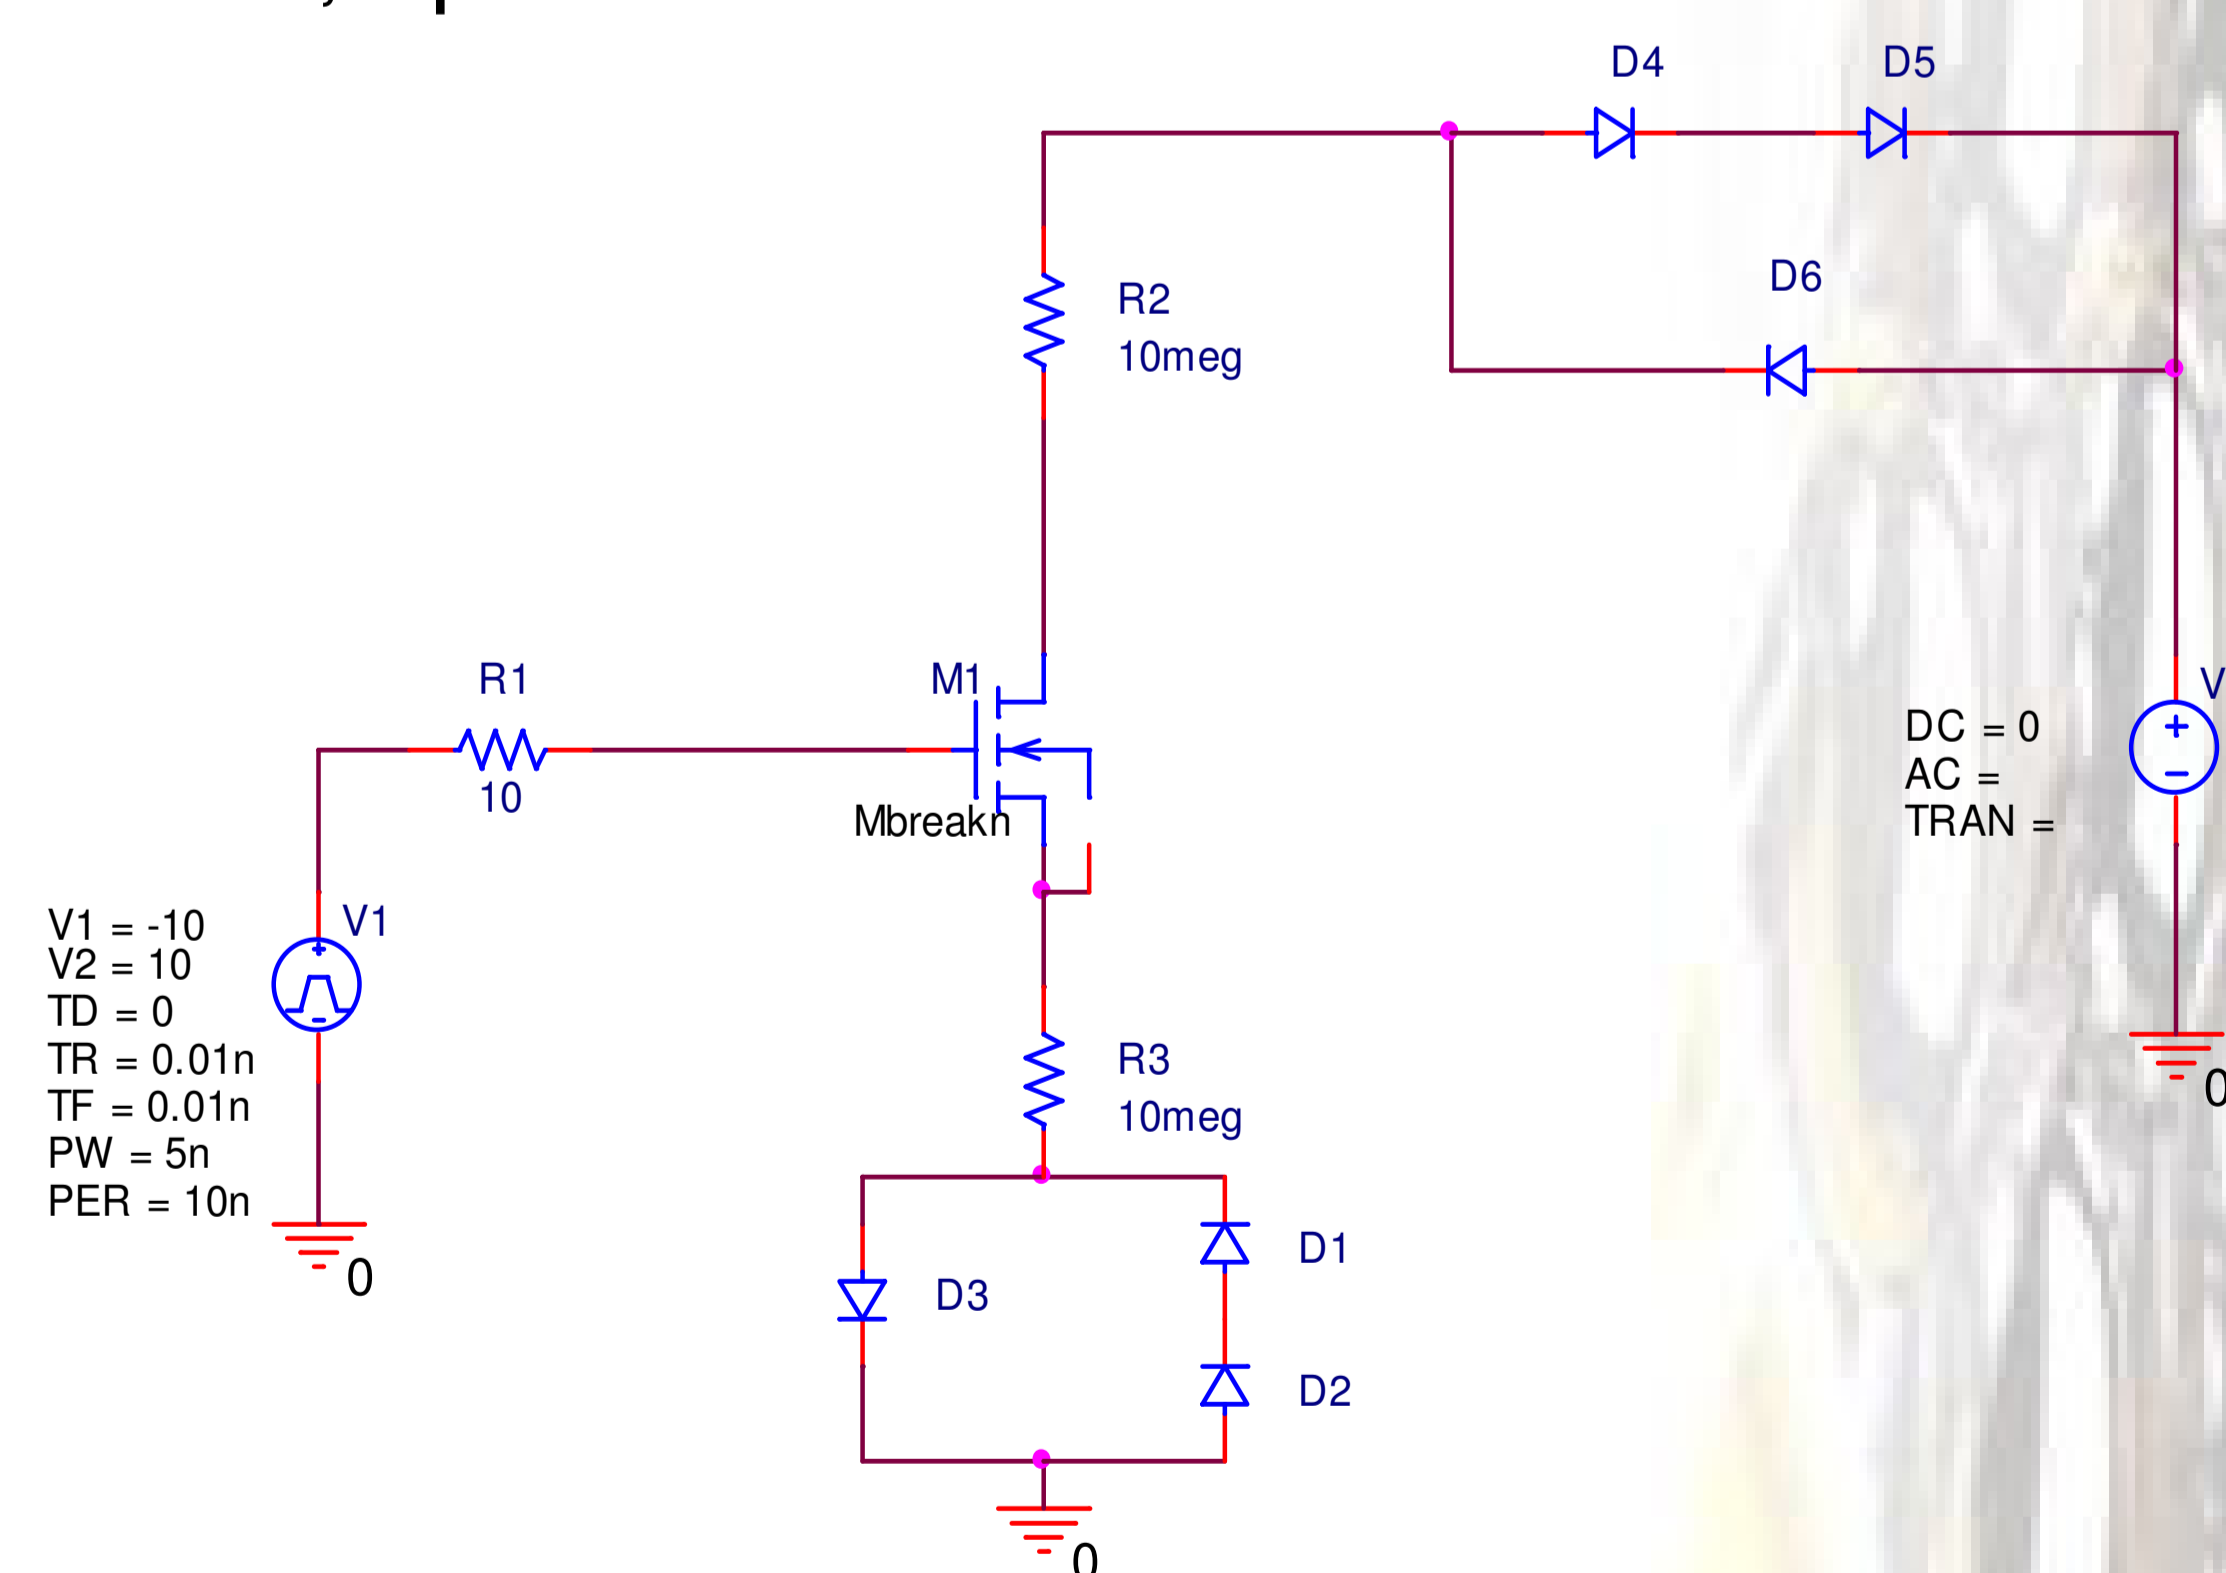 D4
D5
D6
R2
10meg
R1
10
M1
Mbreakn
V
DC = 0
AC =
TRAN =
0
V1
V1 = -10
V2 = 10
TD = 0
TR = 0.01n
TF = 0.01n
PW = 5n
PER = 10n
0
R3
10meg
D3
D1
D2
0